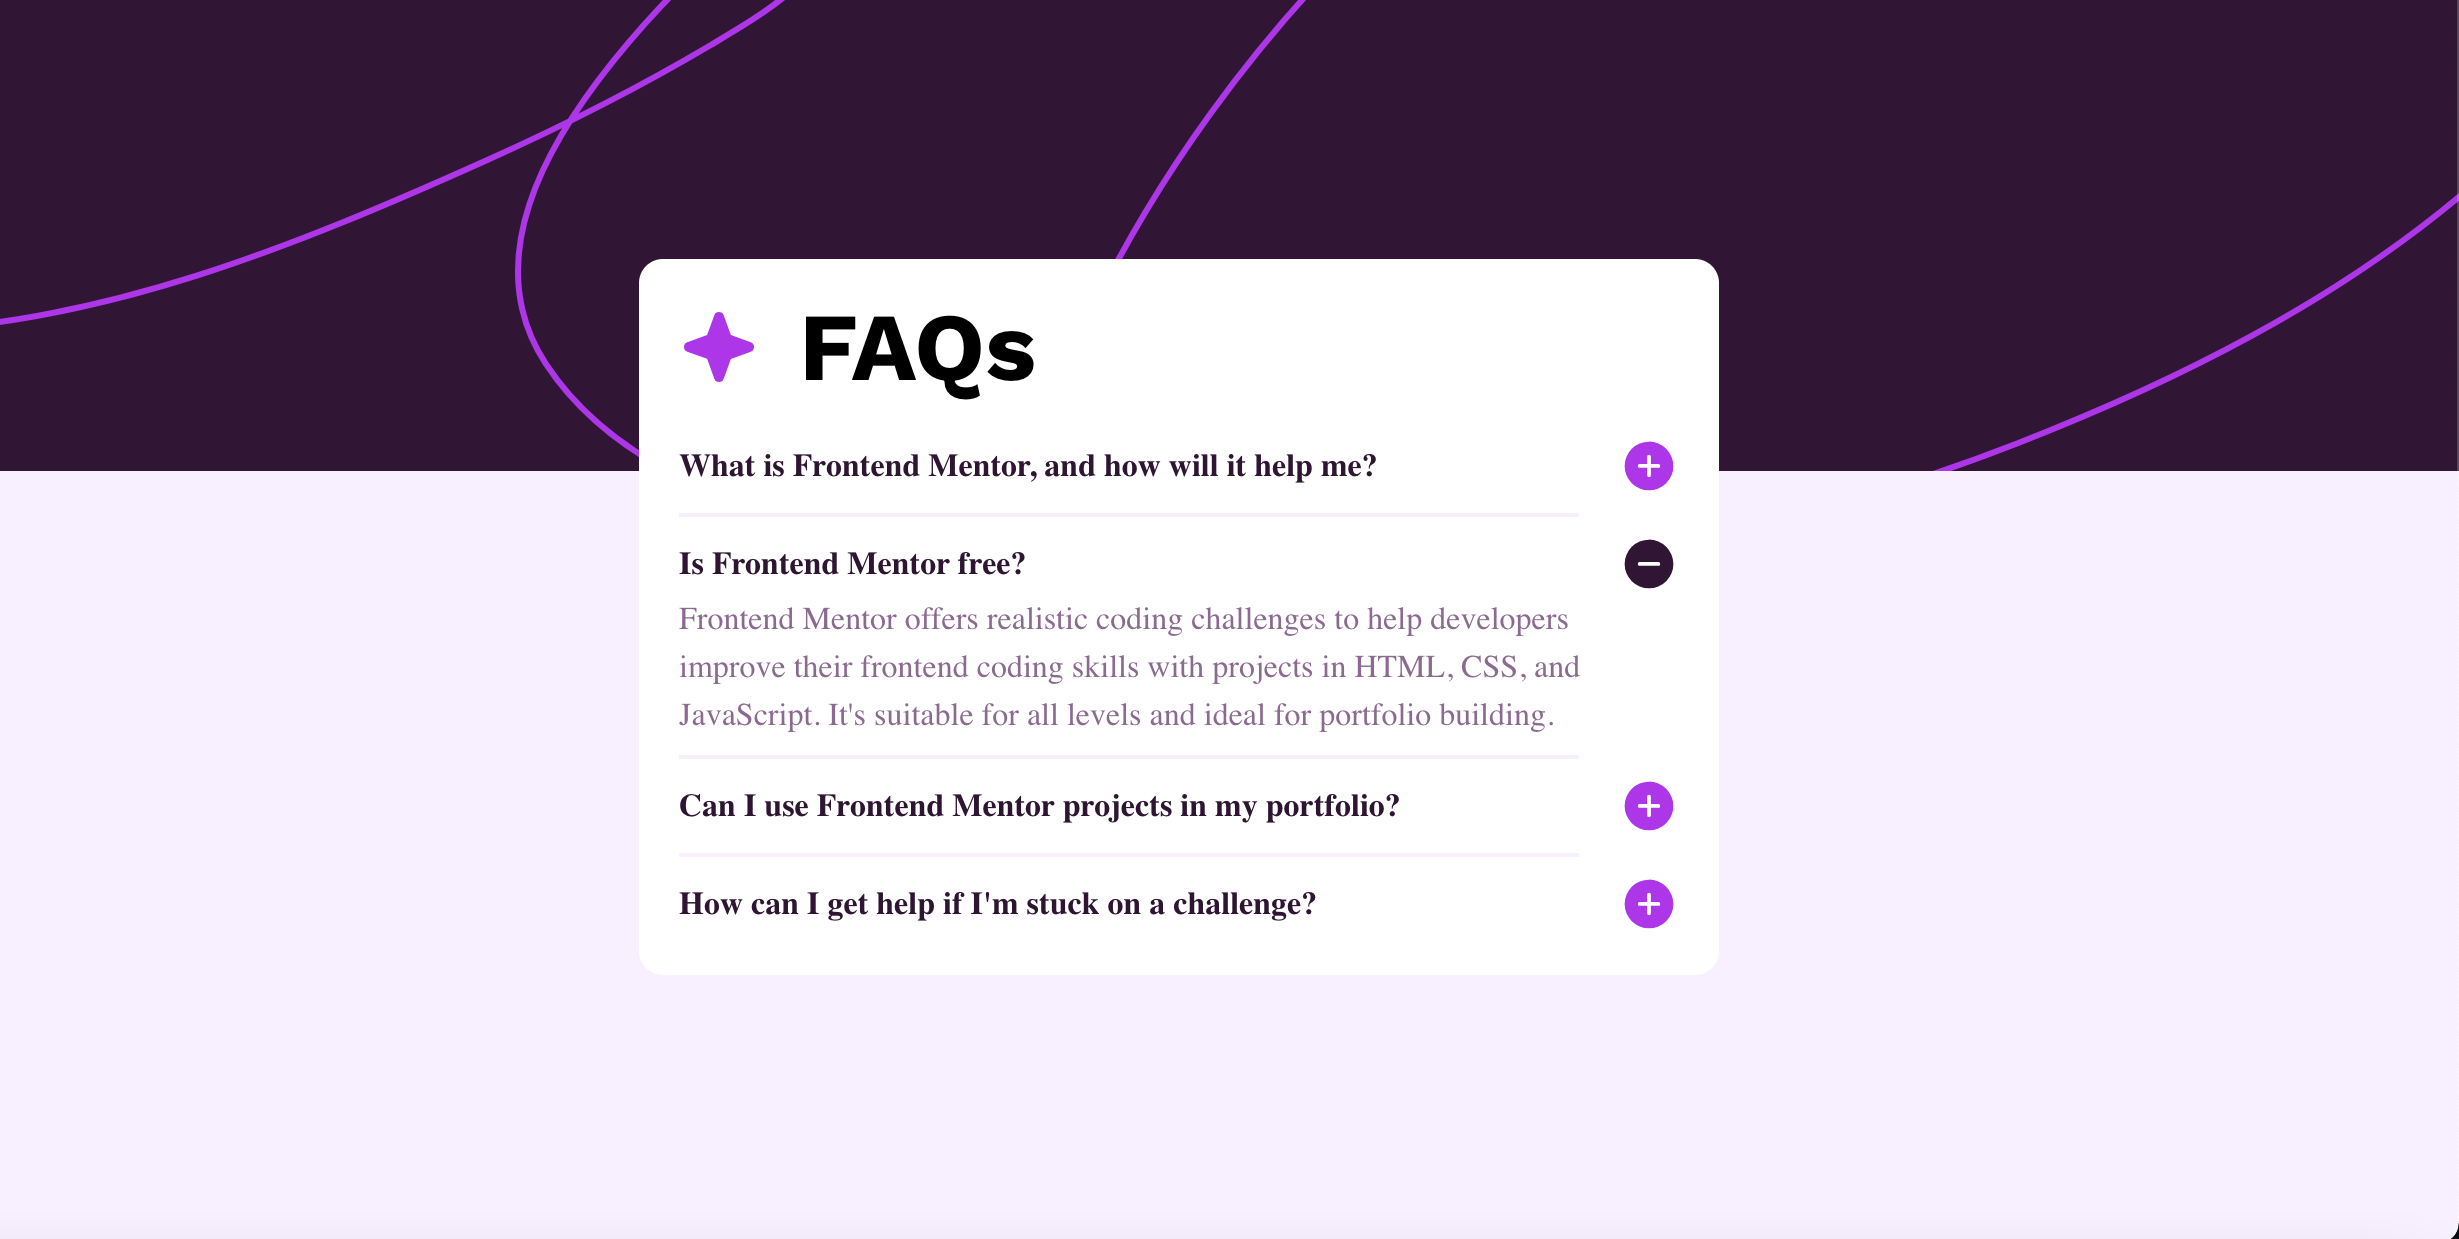 FAQs
What is Frontend Mentor, and how will it help me?
Is Frontend Mentor free?
Frontend Mentor offers realistic coding challenges to help developers
improve their frontend coding skills with projects in HTML, CSS, and
JavaScript. It's suitable for all levels and ideal for portfolio building.
Can I use Frontend Mentor projects in my portfolio?
How can I get help if I'm stuck on a challenge?